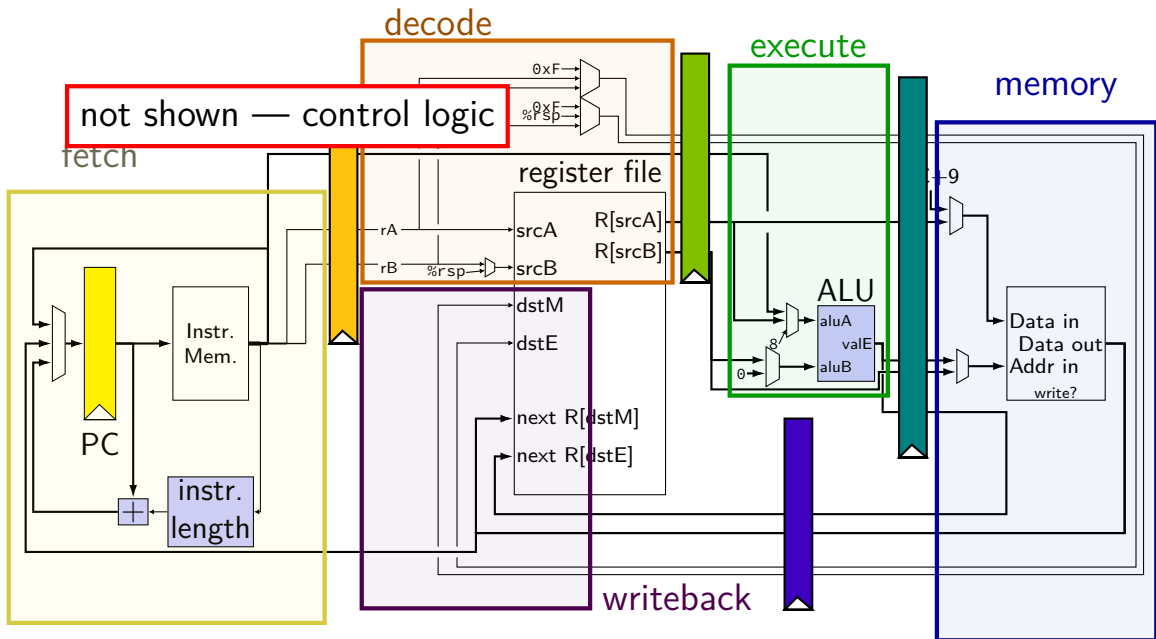 decode
execute
memory
not shown — control logic
fetch
writeback
0xF
0xF
%rsp
register file
rA
srcA
R[srcA]
R[srcB]
rB
%rsp
srcB
dstM
dstE
next R[dstM]
next R[dstE]
PC
Instr.
Mem.
instr.
length
+
ALU
aluA
valE
aluB
8
0
+9
Data in
Data out
Addr in
write?